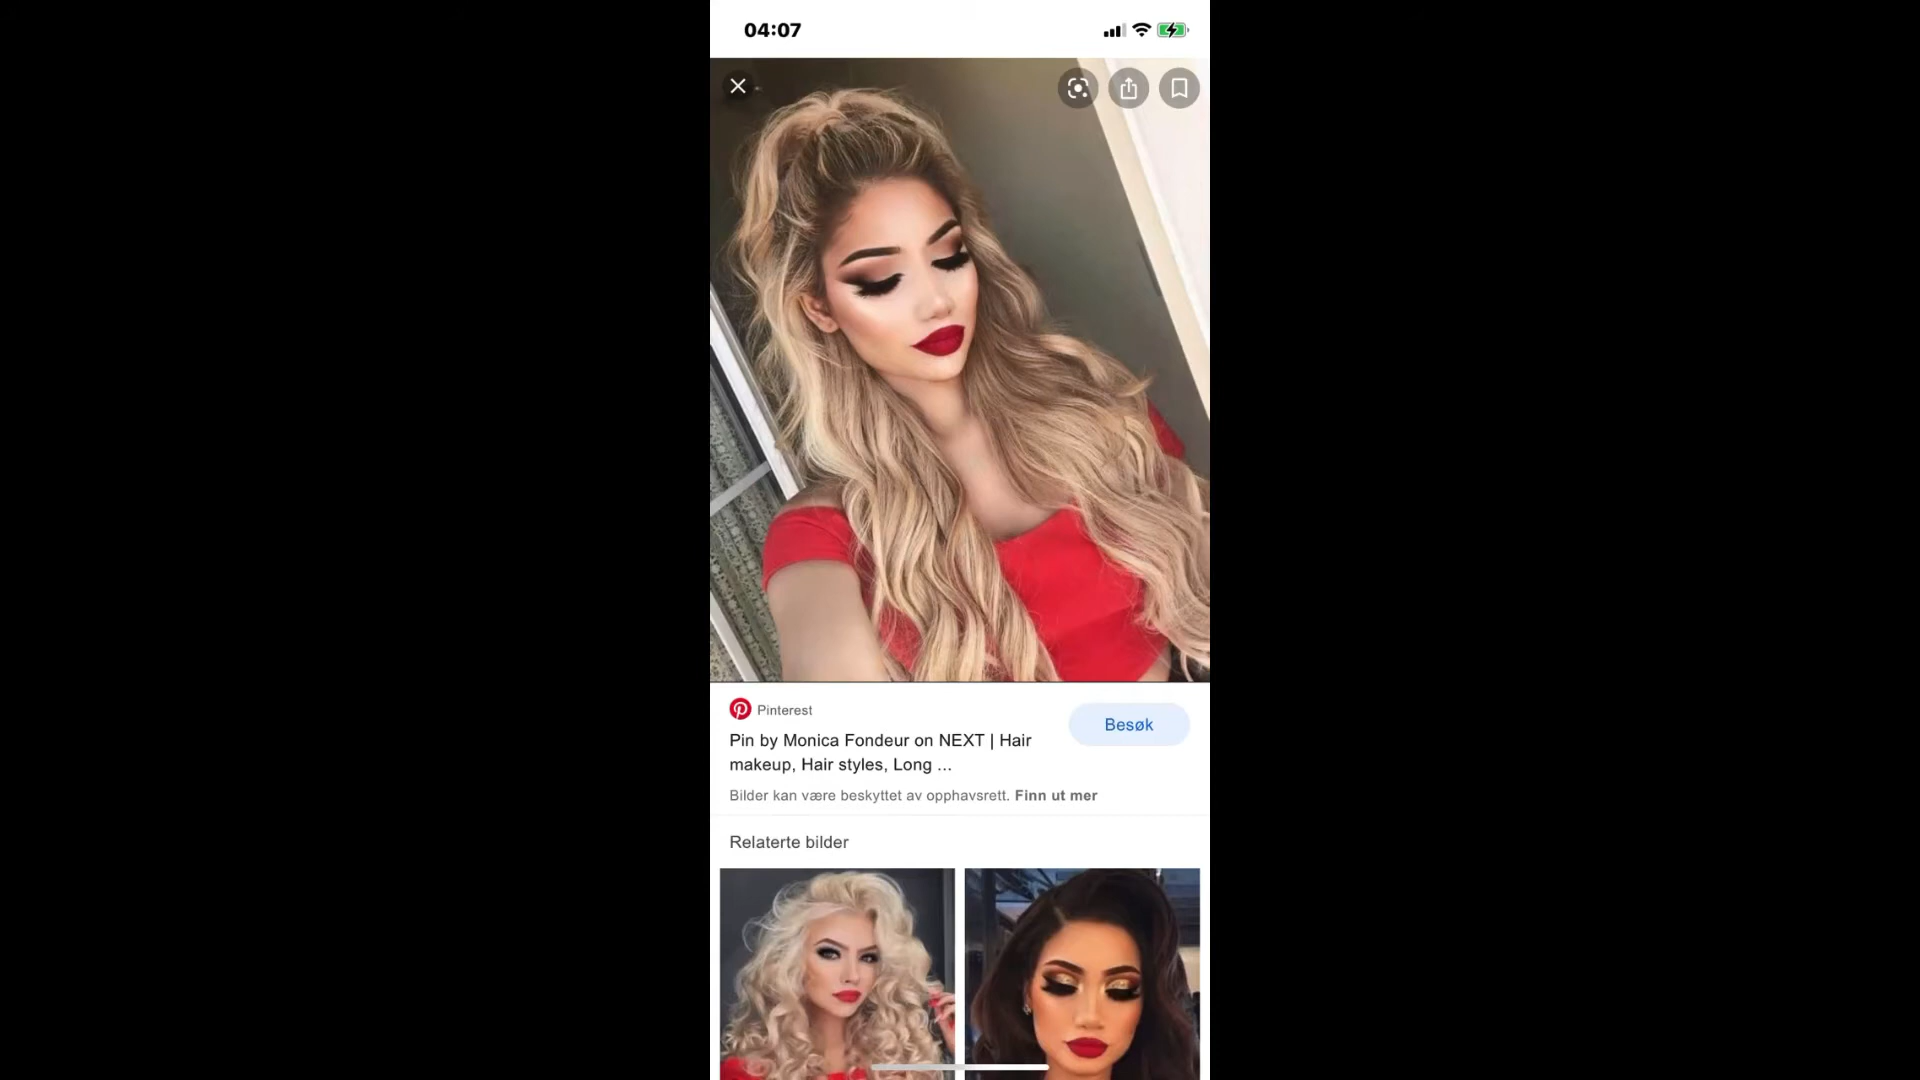 04:07
Pinterest
Besøk
Pin by Monica Fondeur on NEXT | Hair
makeup, Hair styles, Long ...
Bilder kan være beskyttet av opphavsrett. Finn ut mer
Relaterte bilder